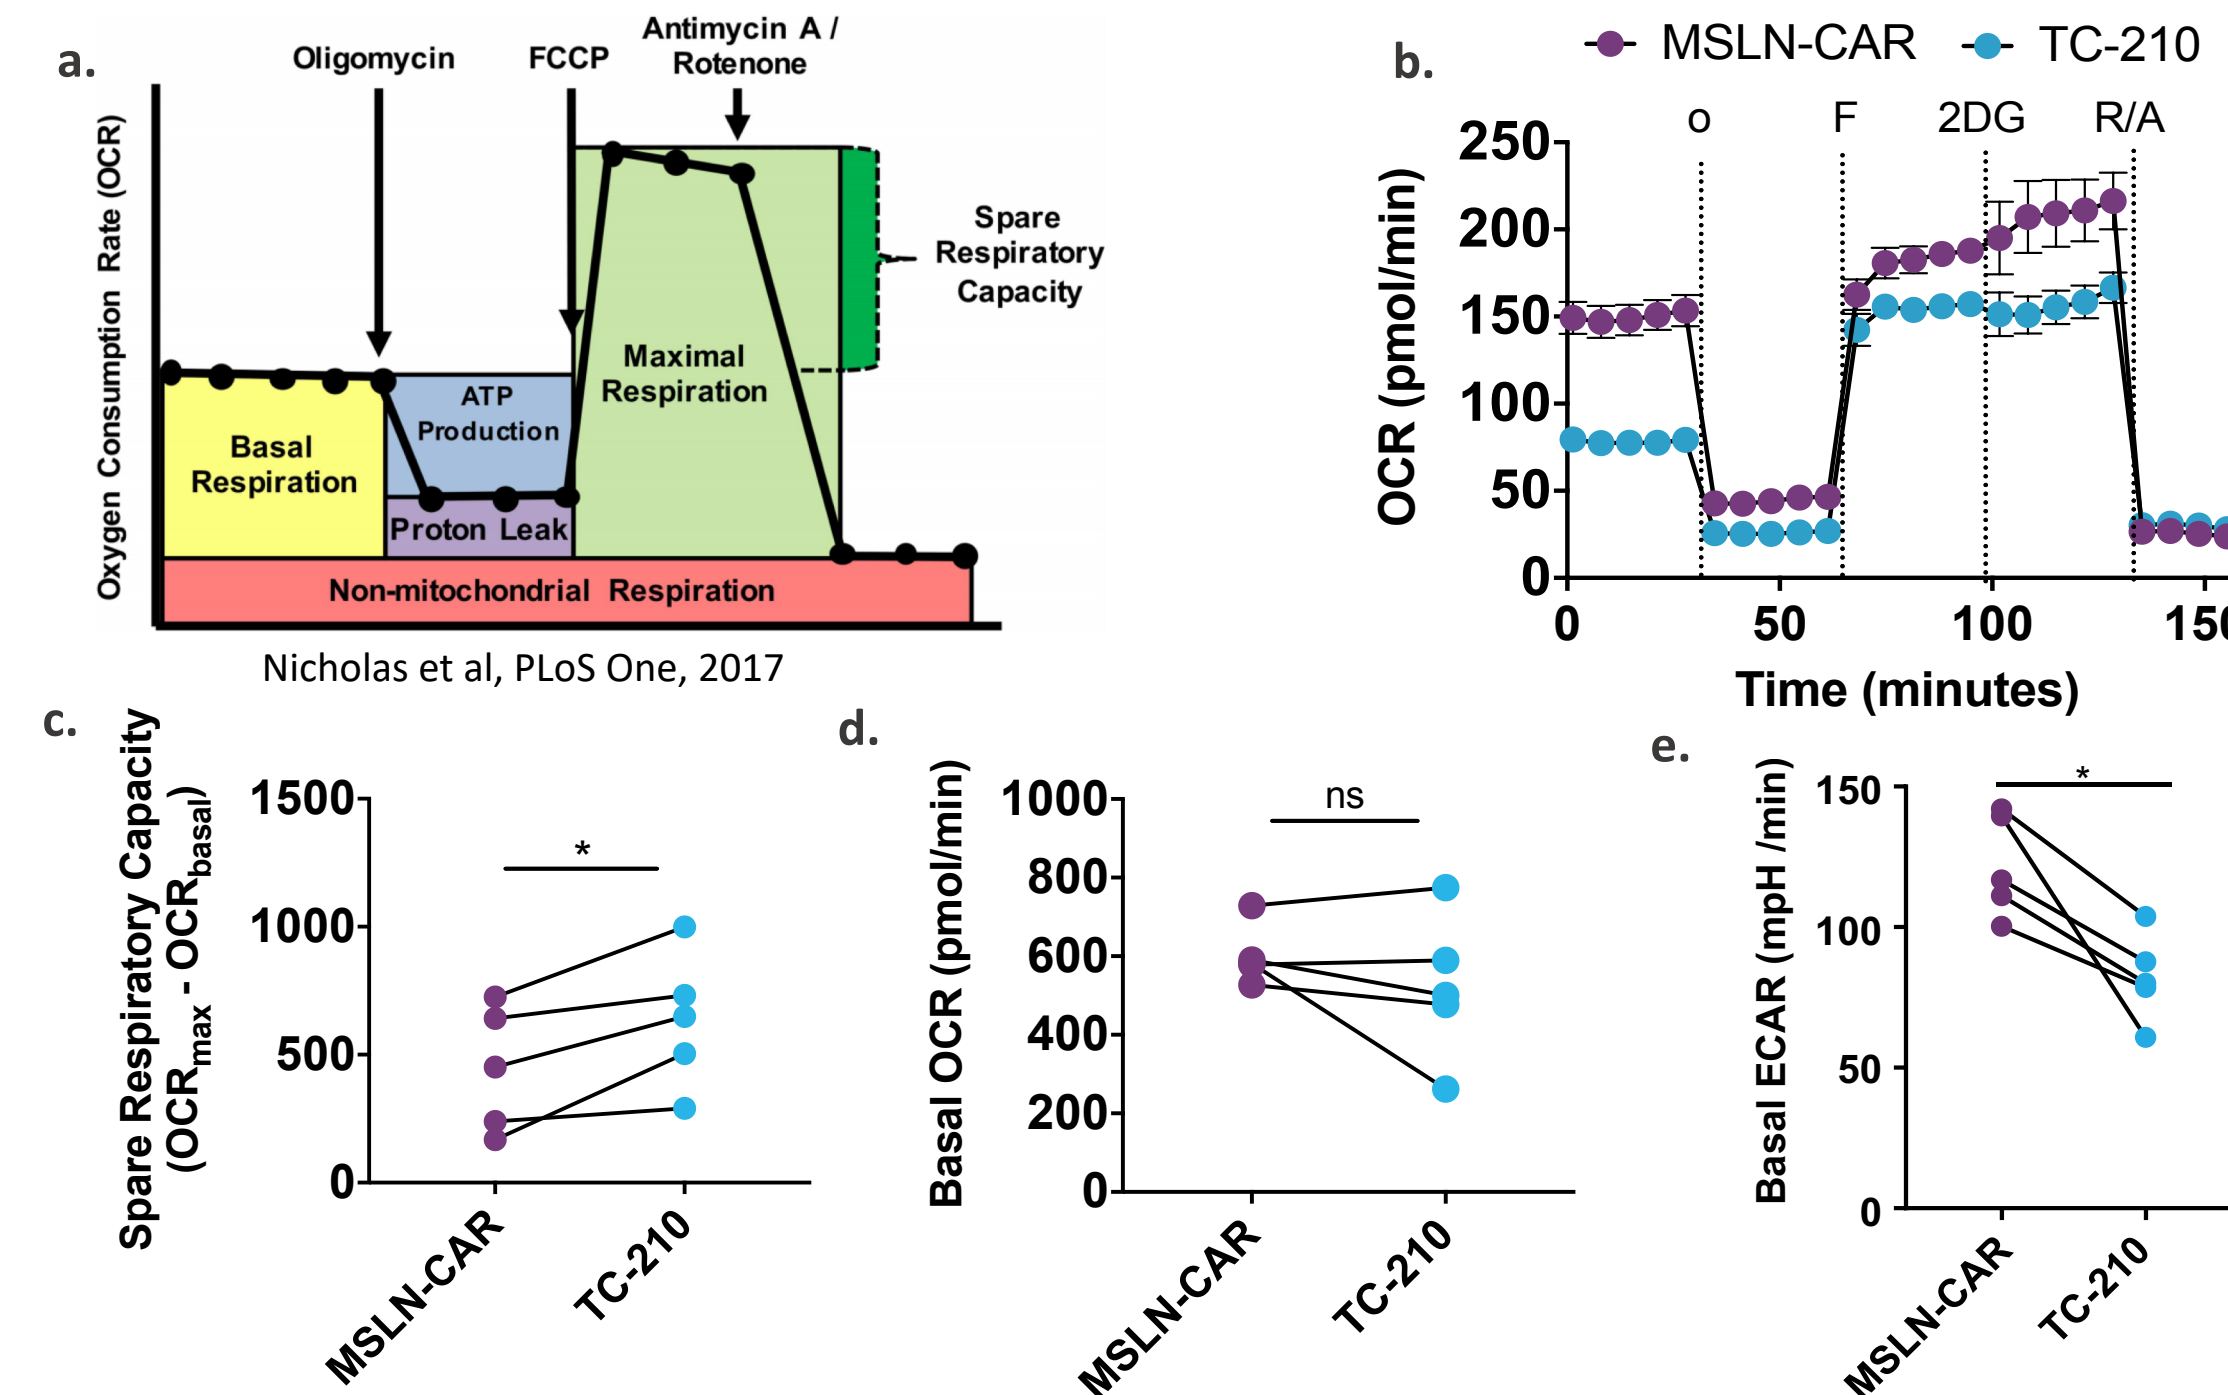 a.
Oligomycin
FCCP
Antimycin A /
Rotenone
Oxygen Consumption Rate (OCR)
Basal
Respiration
ATP
Production
Proton Leak
Maximal
Respiration
Spare
Respiratory
Capacity
Non-mitochondrial Respiration
Nicholas et al, PLoS One, 2017
b.
MSLN-CAR
TC-210
o
F
2DG
R/A
OCR (pmol/min)
250
200
150
100
50
0
0
50
100
150
Time (minutes)
c.
Spare Respiratory Capacity
(OCRmax - OCRbasal)
1500
1000
500
0
*
MSLN-CAR
TC-210
d.
Basal OCR (pmol/min)
1000
800
600
400
200
0
ns
MSLN-CAR
TC-210
e.
Basal ECAR (mpH /min)
150
100
50
0
*
MSLN-CAR
TC-210